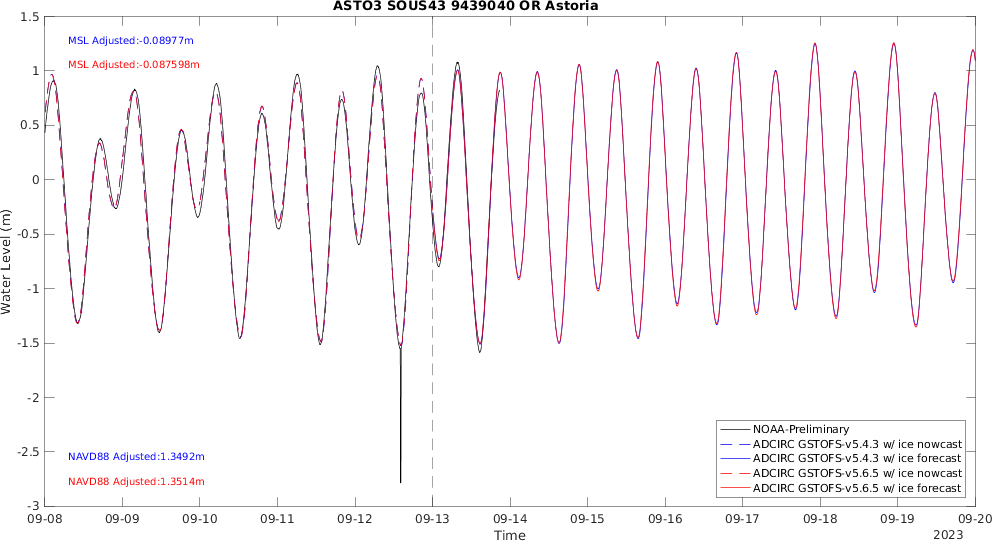 ASTO3 SOUS43 9439040 OR Astoria
1.5
1
0.5
0
-0.5
-1
-1.5
-2
-2.5
-3
Water Level (m)
MSL Adjusted:-0.08977m
MSL Adjusted:-0.087598m
NAVD88 Adjusted:1.3492m
NAVD88 Adjusted:1.3514m
NOAA-Preliminary
ADCIRC GSTOFS-v5.4.3 w/ ice nowcast
ADCIRC GSTOFS-v5.4.3 w/ ice forecast
ADCIRC GSTOFS-v5.6.5 w/ ice nowcast
ADCIRC GSTOFS-v5.6.5 w/ ice forecast
09-08 09-09 09-10 09-11 09-12 09-13 09-14 09-15 09-16 09-17 09-18 09-19 09-20
Time
2023